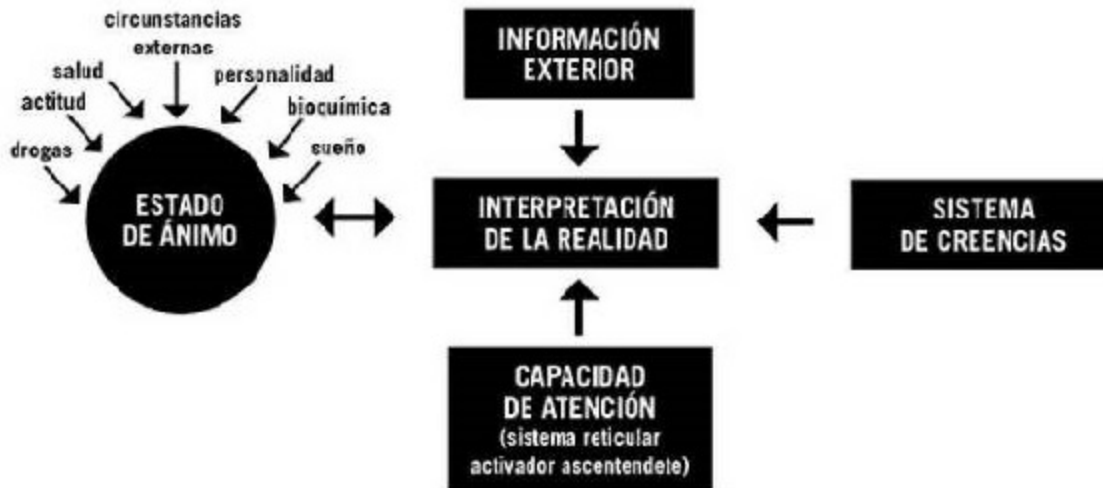 circunstancias
externas
salud
personalidad
actitud
bioquímica
drogas
sueño
ESTADO
DE ÁNIMO
INFORMACIÓN
EXTERIOR
INTERPRETACIÓN
DE LA REALIDAD
SISTEMA
DE CREENCIAS
CAPACIDAD
DE ATENCIÓN
(sistema reticular
activador ascentendete)